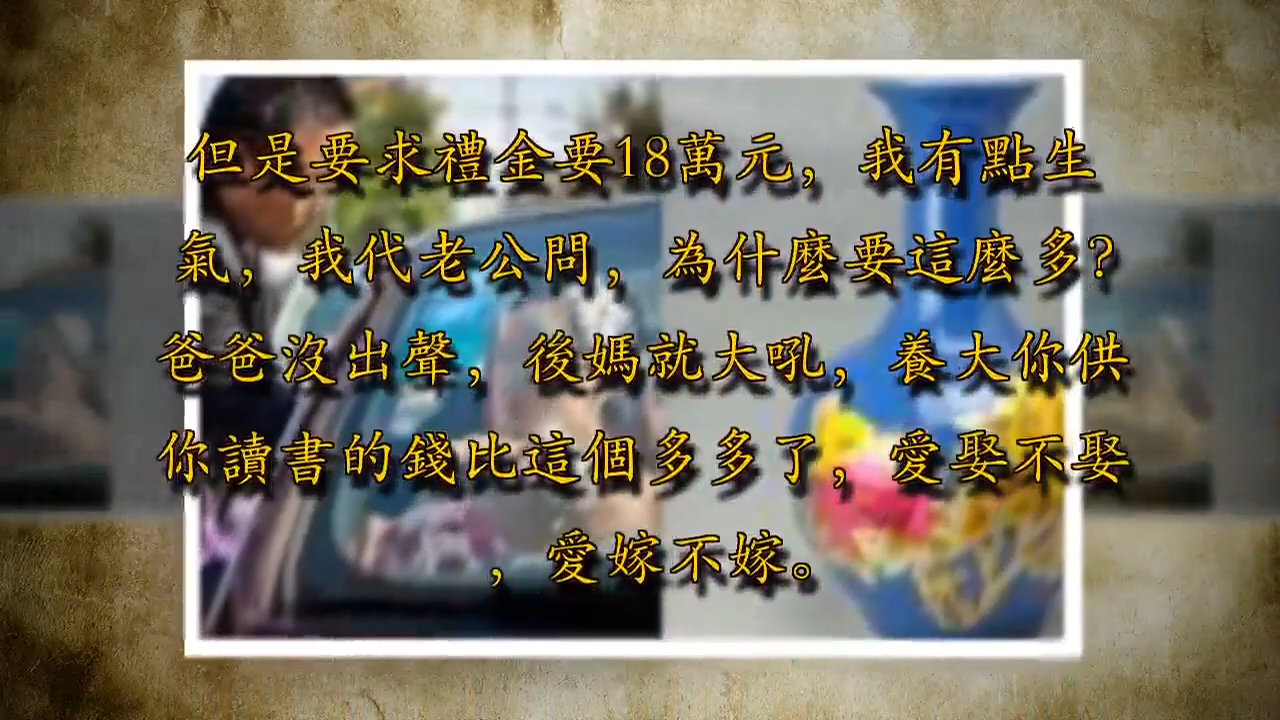 但是要求禮金要18萬元，我有點生
氣，我代老公問，為什麼要這麼多?
爸爸沒出聲，後媽就大吼，養大你供
你讀書的錢比這個多多了，愛娶不娶
，愛嫁不嫁。